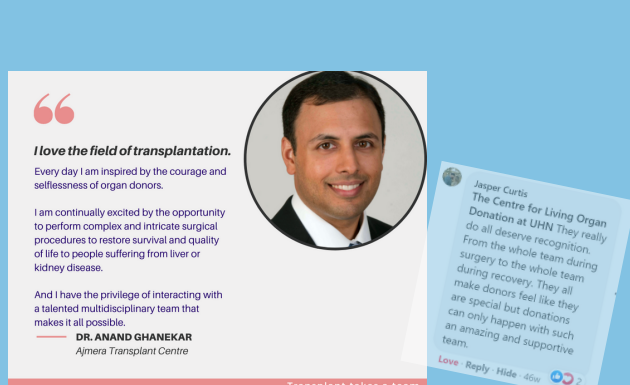 I love the field of transplantation.
Every day I am inspired by the courage and
selflessness of organ donors.
I am continually excited by the opportunity
to perform complex and intricate surgical
procedures to restore survival and quality
of life to people suffering from liver or
kidney disease.
And I have the privilege of interacting with
a talented multidisciplinary team that
makes it all possible.
DR. ANAND GHANEKAR
Ajmera Transplant Centre
Transplant takes a team
Jasper Curtis
The Centre for Living Organ
Donation at UHN They really
do all deserve recognition.
From the whole team during
surgery to the whole team
during recovery. They all
make donors feel like they
are special but donations
can only happen with such
an amazing and supportive
team.
Love · Reply · Hide · 46w 2